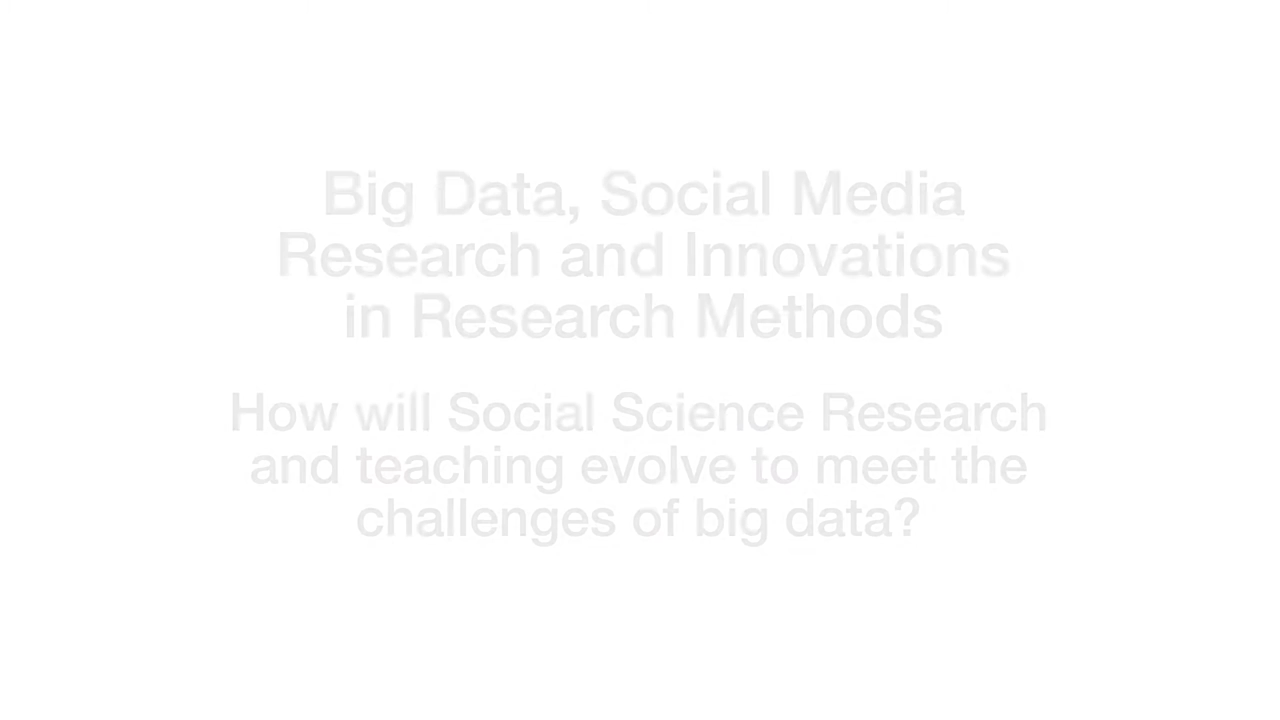 Big Data, Social Media
Research and Innovations
in Research Methods
How will Social Science Research
and teaching evolve to meet the
challenges of big data?